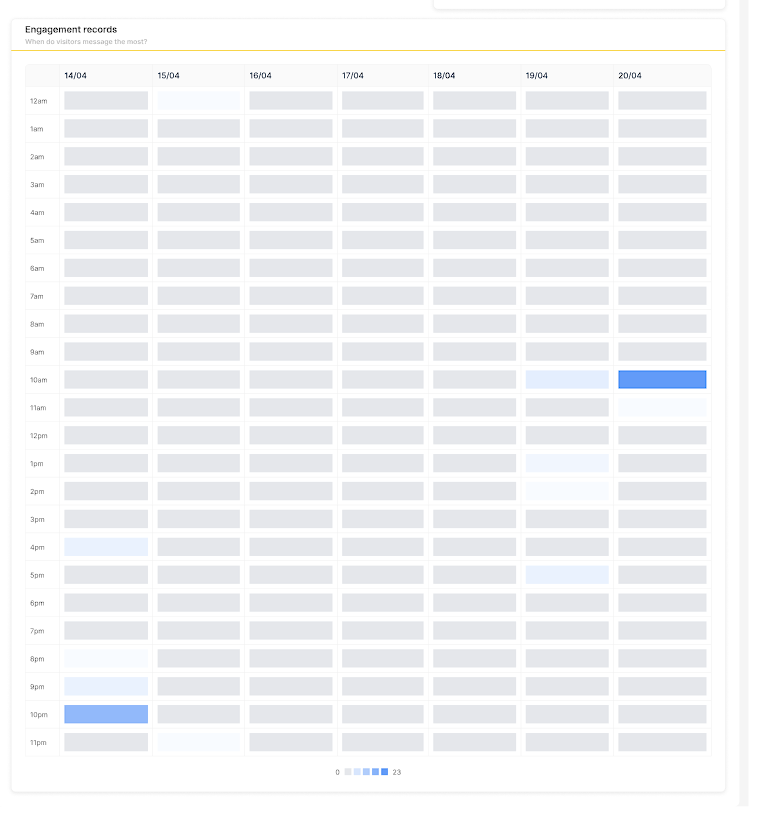 Engagement records
When do visitors message the most?
14/04 15/04 16/04 17/04 18/04 19/04 20/04
12am
1am
2am
3am
4am
5am
6am
7am
8am
9am
10am
11am
12pm
1pm
2pm
3pm
4pm
5pm
6pm
7pm
8pm
9pm
10pm
11pm
0 23